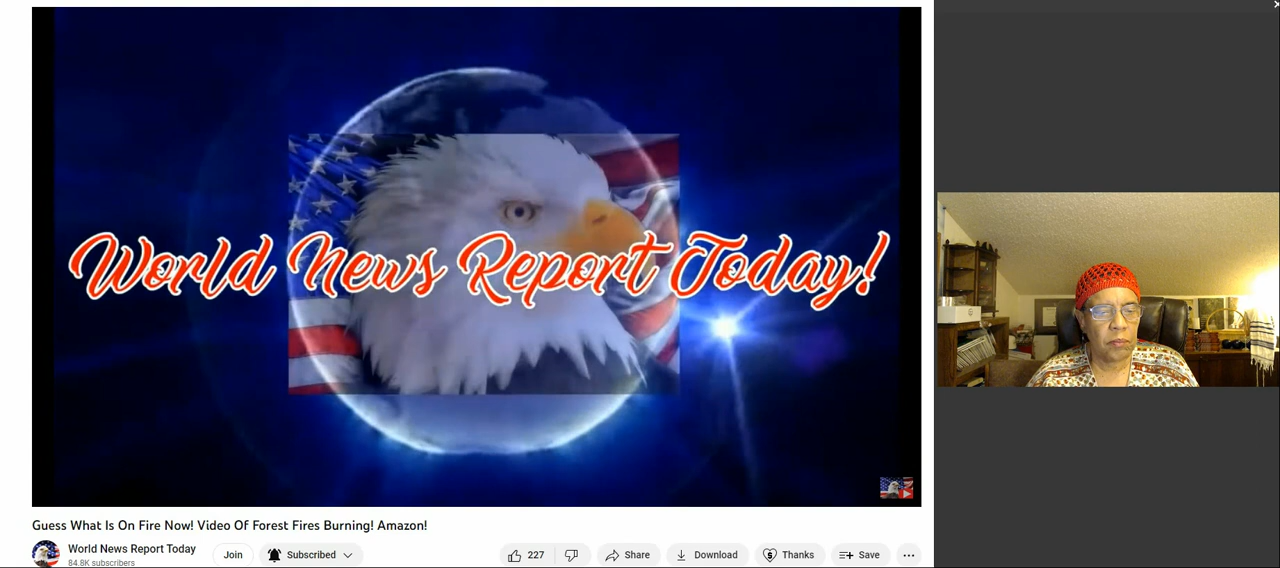 World News Report Today!
Guess What Is On Fire Now! Video Of Forest Fires Burning! Amazon!
World News Report Today
84.8K subscribers
Join
Subscribed
227
Share
Download
Thanks
Save